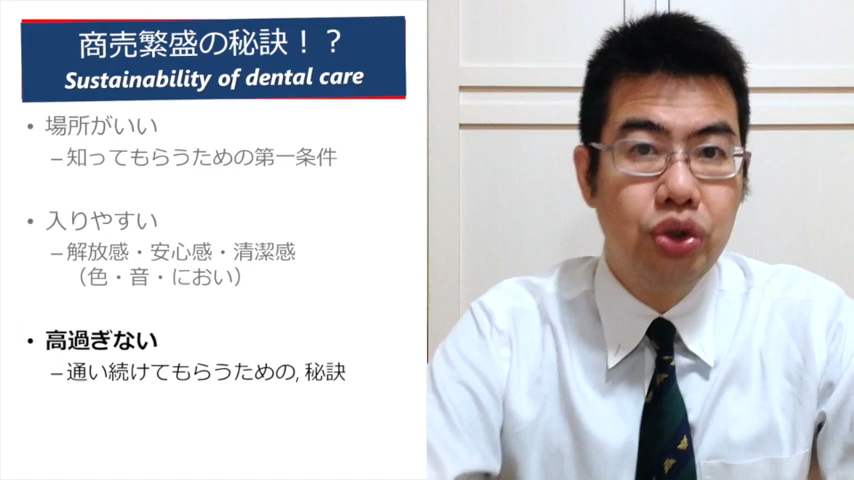 商売繁盛の秘訣!?
Sustainability of dental care
• 場所がいい
–知ってもらうための第一条件
• 入りやすい
–解放感・安心感・清潔感
（色・音・におい）
• 高過ぎない
–通い続けてもらうための, 秘訣